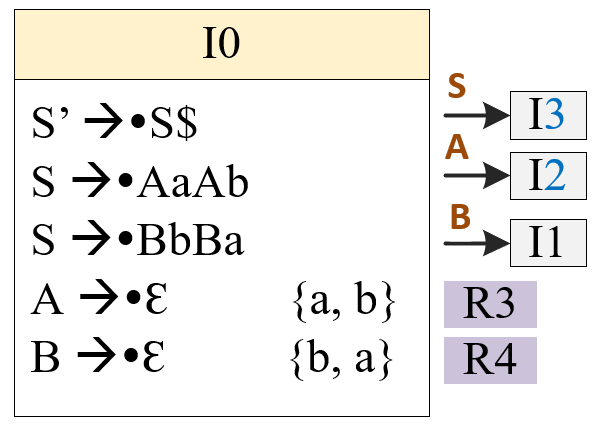 I0
S’ →•S$ S I3
S →•AaAb A I2
S →•BbBa B I1
A →•Ɛ {a, b} R3
B →•Ɛ {b, a} R4